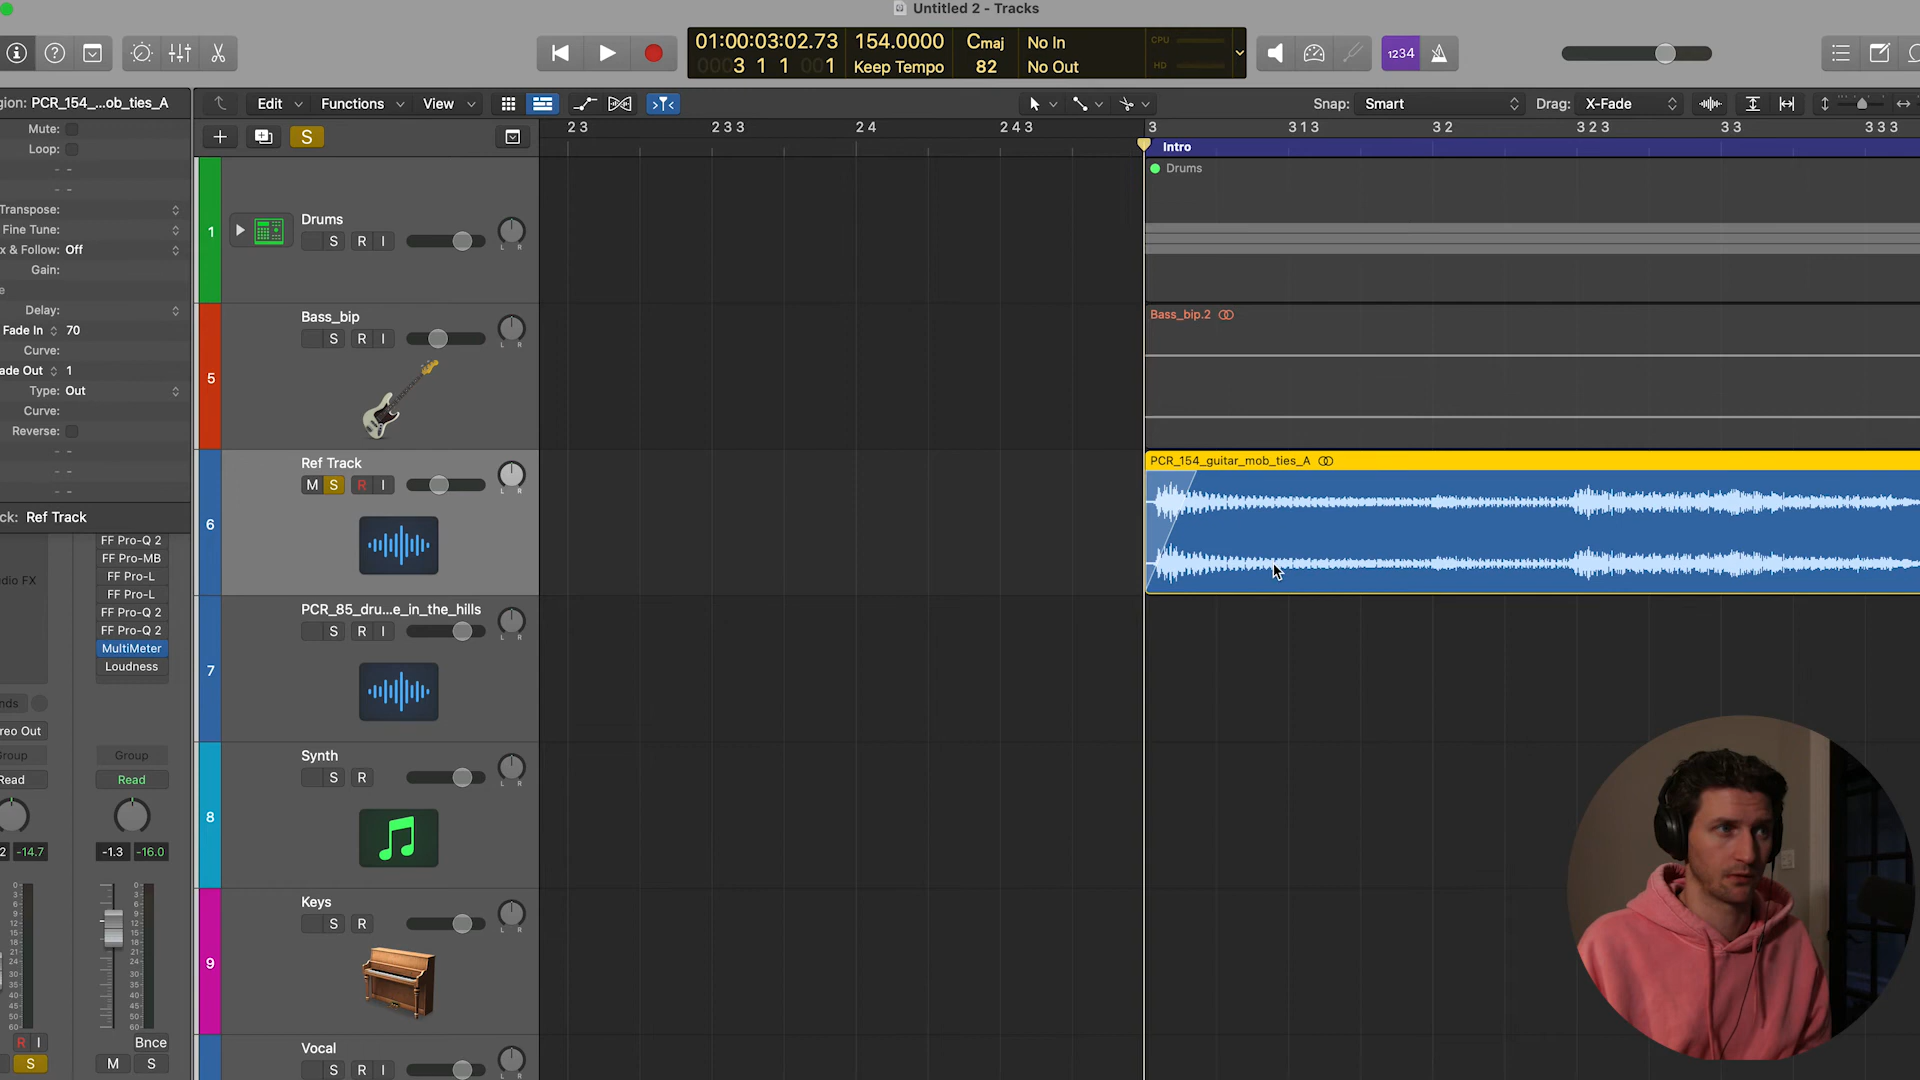 Untitled 2 - Tracks
01:00:03:02.73
0003 1 1 001
154.0000
Keep Tempo
Cmaj
82
No In
No Out
CPU
HD
1234
gion: PCR_154_...ob_ties_A
Edit
Functions
View
Snap: Smart
Drag: X-Fade
Mute:
Loop:
Transpose:
Fine Tune:
x & Follow: Off
Gain:
e
Delay:
Fade In 70
Curve:
ade Out 1
Type: Out
Curve:
Reverse:
ck: Ref Track
dio FX
FF Pro-Q 2
FF Pro-MB
FF Pro-L
FF Pro-L
FF Pro-Q 2
FF Pro-Q 2
MultiMeter
Loudness
nds
reo Out
roup
Group
Read
Read
2 -14.7
-1.3 -16.0
R I
Bnce
S
M S
S
2 3
2 3 3
2 4
2 4 3
3
3 1 3
3 2
3 2 3
3 3
3 3 3
Intro
1
Drums
S R I
L R
Drums
5
Bass_bip
S R I
L R
Bass_bip.2
6
Ref Track
M S R I
L R
PCR_154_guitar_mob_ties_A
7
PCR_85_dru...e_in_the_hills
S R I
L R
8
Synth
S R
L R
9
Keys
S R
L R
Vocal
S R I
L R